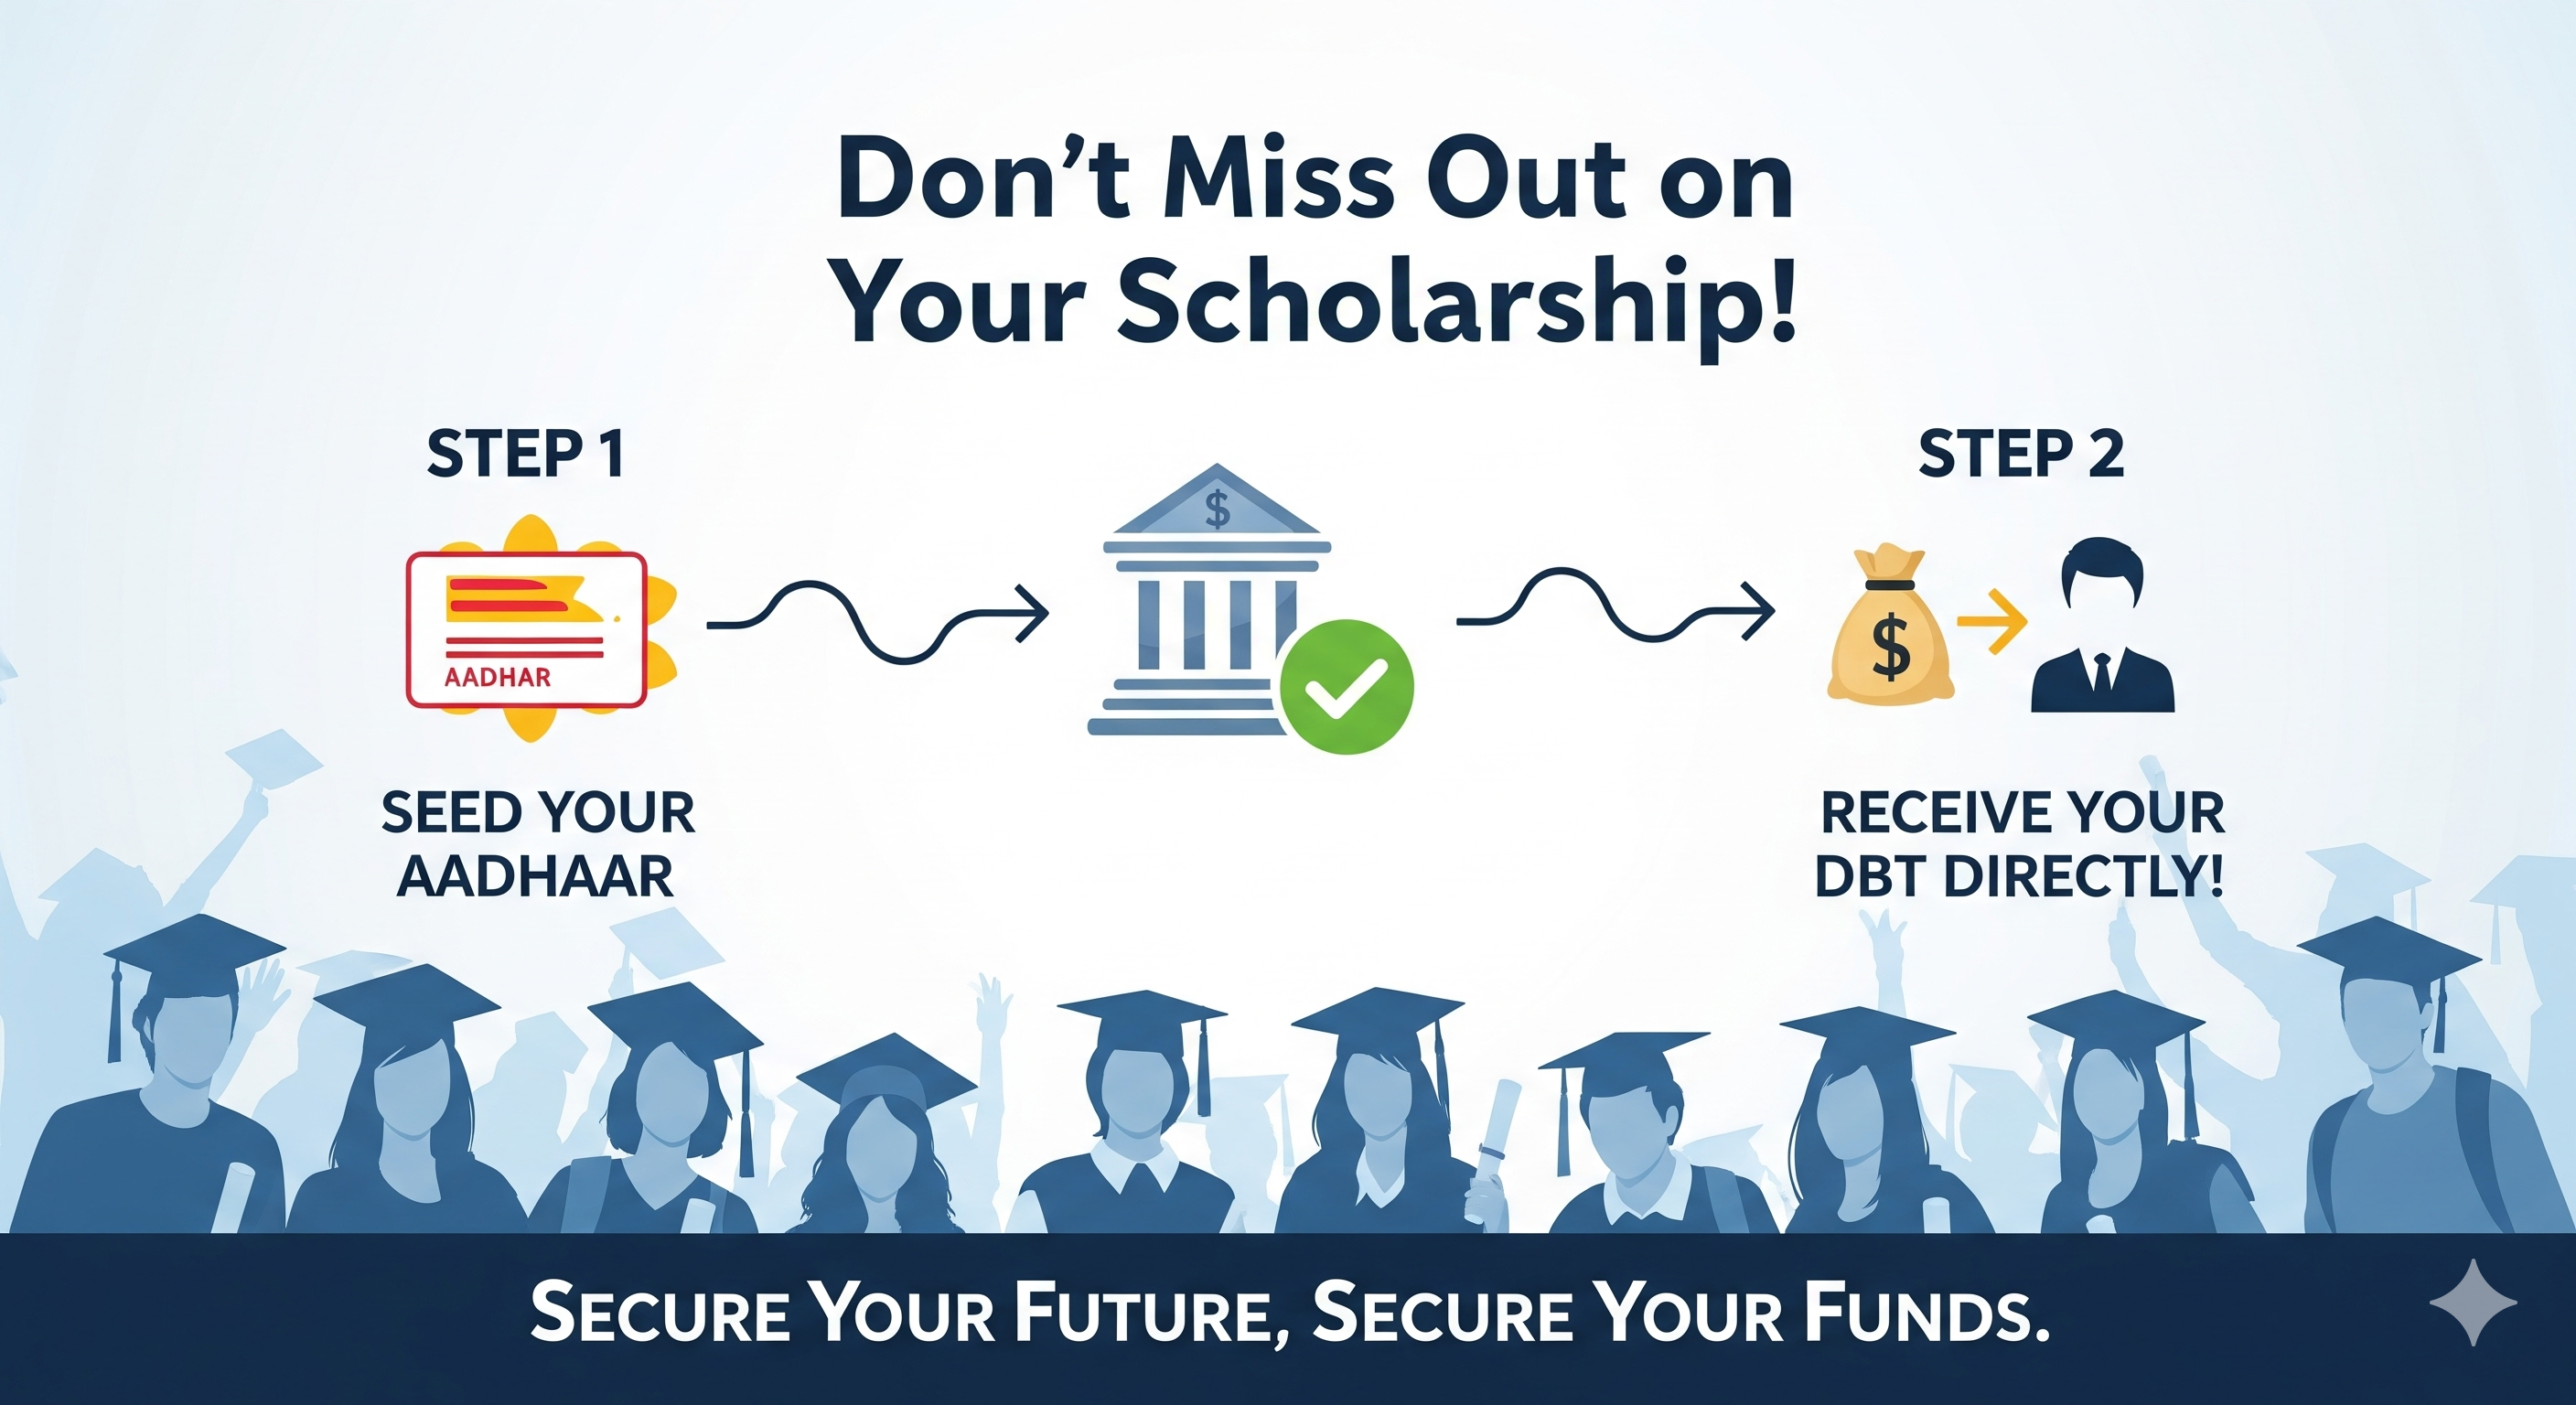 Don't Miss Out on
Your Scholarship!
STEP 1
AADHAR
SEED YOUR
AADHAAR
$
STEP 2
$
RECEIVE YOUR
DBT DIRECTLY!
SECURE YOUR FUTURE, SECURE YOUR FUNDS.